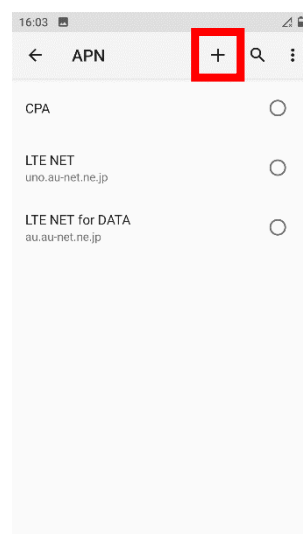 16:03
APN
CPA
LTE NET
uno.au-net.ne.jp
LTE NET for DATA
au.au-net.ne.jp